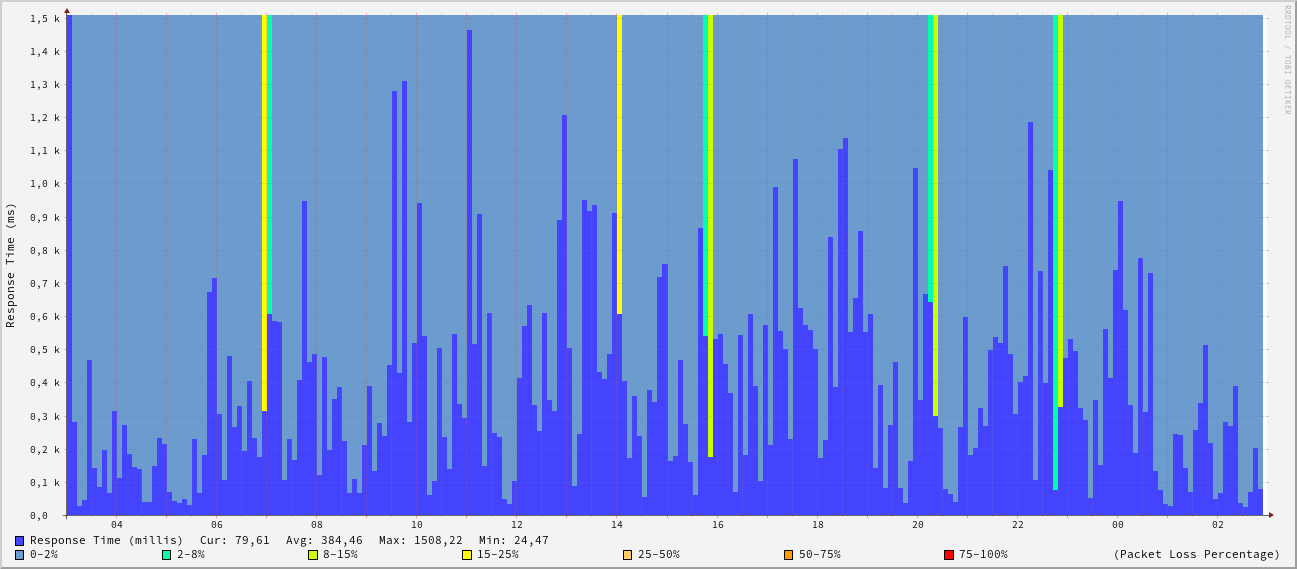 RRDTOOL / TOBI OETIKER
Response Time (ms)
1,5 k
1,4 k
1,3 k
1,2 k
1,1 k
1,0 k
0,9 k
0,8 k
0,7 k
0,6 k
0,5 k
0,4 k
0,3 k
0,2 k
0,1 k
0,0
04 06 08 10 12 14 16 18 20 22 00 02
Response Time (millis) Cur: 79,61 Avg: 384,46 Max: 1508,22 Min: 24,47
0-2% 2-8% 8-15% 15-25% 25-50% 50-75% 75-100% (Packet Loss Percentage)